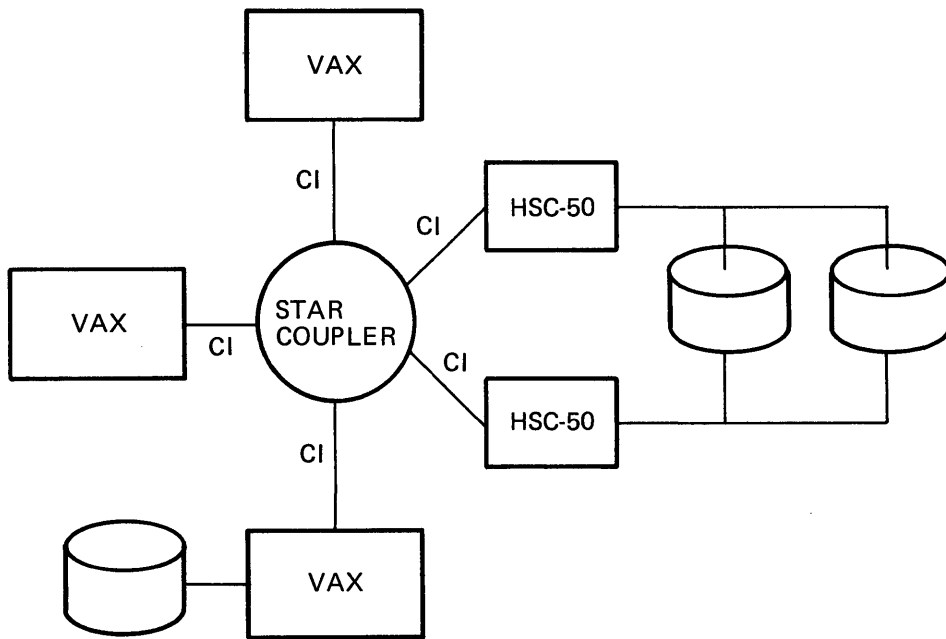 VAX
CI
CI
HSC-50
VAX
CI
STAR
COUPLER
CI
HSC-50
CI
VAX